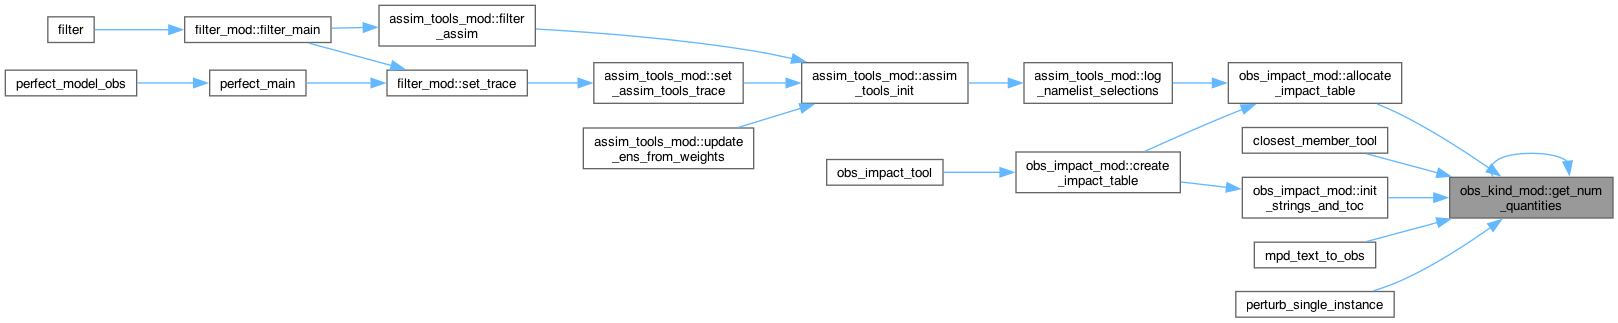 filter
filter_mod::filter_main
assim_tools_mod::filter
_assim
perfect_model_obs
perfect_main
filter_mod::set_trace
assim_tools_mod::set
_assim_tools_trace
assim_tools_mod::update
_ens_from_weights
assim_tools_mod::assim
_tools_init
assim_tools_mod::log
_namelist_selections
obs_impact_mod::allocate
_impact_table
obs_impact_tool
obs_impact_mod::create
_impact_table
closest_member_tool
obs_impact_mod::init
_strings_and_toc
mpd_text_to_obs
perturb_single_instance
obs_kind_mod::get_num
_quantities